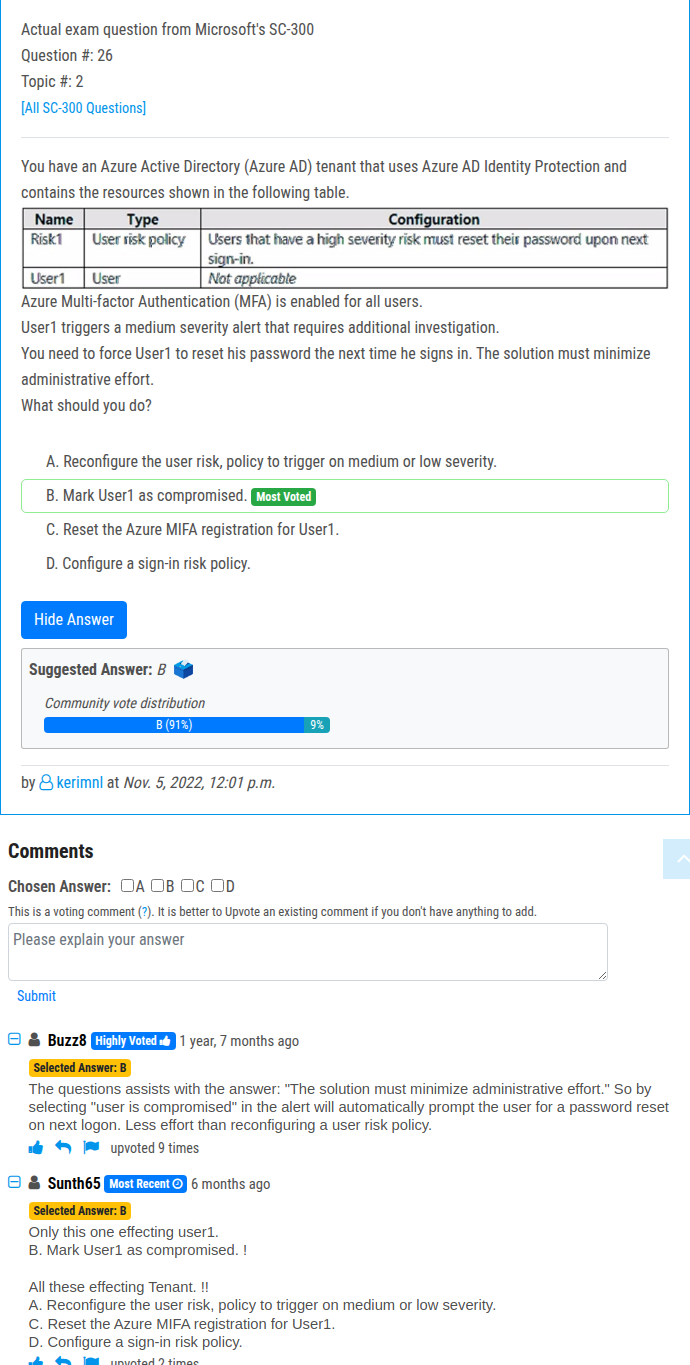 Actual exam question from Microsoft's SC-300
Question #: 26
Topic #: 2
[All SC-300 Questions]
You have an Azure Active Directory (Azure AD) tenant that uses Azure AD Identity Protection and
contains the resources shown in the following table.
Name Type Configuration
Risk1 User risk policy Users that have a high severity risk must reset their password upon next
sign-in.
User1 User Not applicable
Azure Multi-factor Authentication (MFA) is enabled for all users.
User1 triggers a medium severity alert that requires additional investigation.
You need to force User1 to reset his password the next time he signs in. The solution must minimize
administrative effort.
What should you do?
A. Reconfigure the user risk, policy to trigger on medium or low severity.
B. Mark User1 as compromised. Most Voted
C. Reset the Azure MIFA registration for User1.
D. Configure a sign-in risk policy.
Hide Answer
Suggested Answer: B
Community vote distribution
B (91%) 9%
by kerimnl at Nov. 5, 2022, 12:01 p.m.
Comments
Chosen Answer: A B C D
This is a voting comment (?). It is better to Upvote an existing comment if you don't have anything to add.
Please explain your answer
Submit
Buzz8 Highly Voted 1 year, 7 months ago
Selected Answer: B
The questions assists with the answer: "The solution must minimize administrative effort." So by
selecting "user is compromised" in the alert will automatically prompt the user for a password reset
on next logon. Less effort than reconfiguring a user risk policy.
upvoted 9 times
Sunth65 Most Recent 6 months ago
Selected Answer: B
Only this one effecting user1.
B. Mark User1 as compromised. !
All these effecting Tenant. !!
A. Reconfigure the user risk, policy to trigger on medium or low severity.
C. Reset the Azure MIFA registration for User1.
D. Configure a sign-in risk policy.
upvoted 2 times